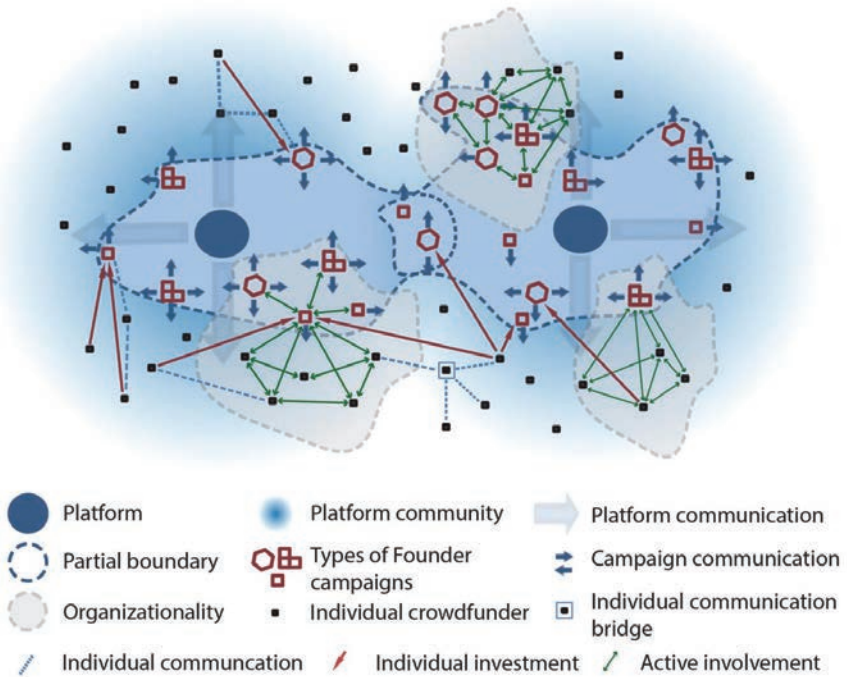 Platform
Platform community
Platform communication
Partial boundary
Types of Founder
campaigns
Campaign communication
Organizationality
Individual crowdfunder
Individual communication
bridge
Individual communcation
Individual investment
Active involvement